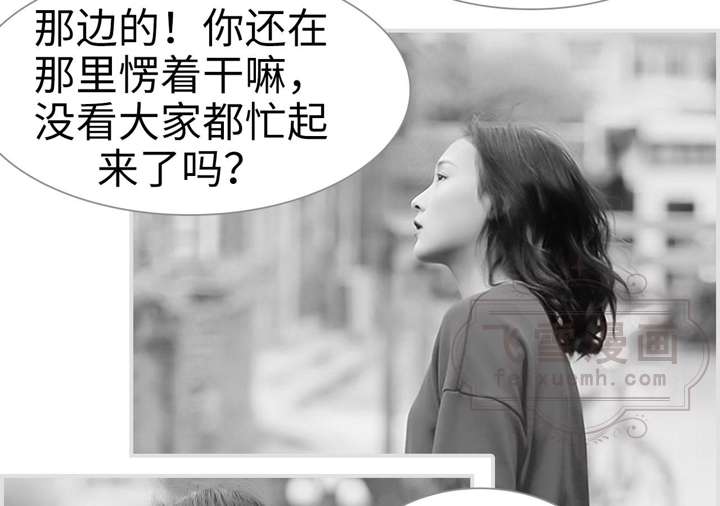 那边的！你还在
那里愣着干嘛，
没看大家都忙起
来了吗？
飞雪漫画
feixuemh.com